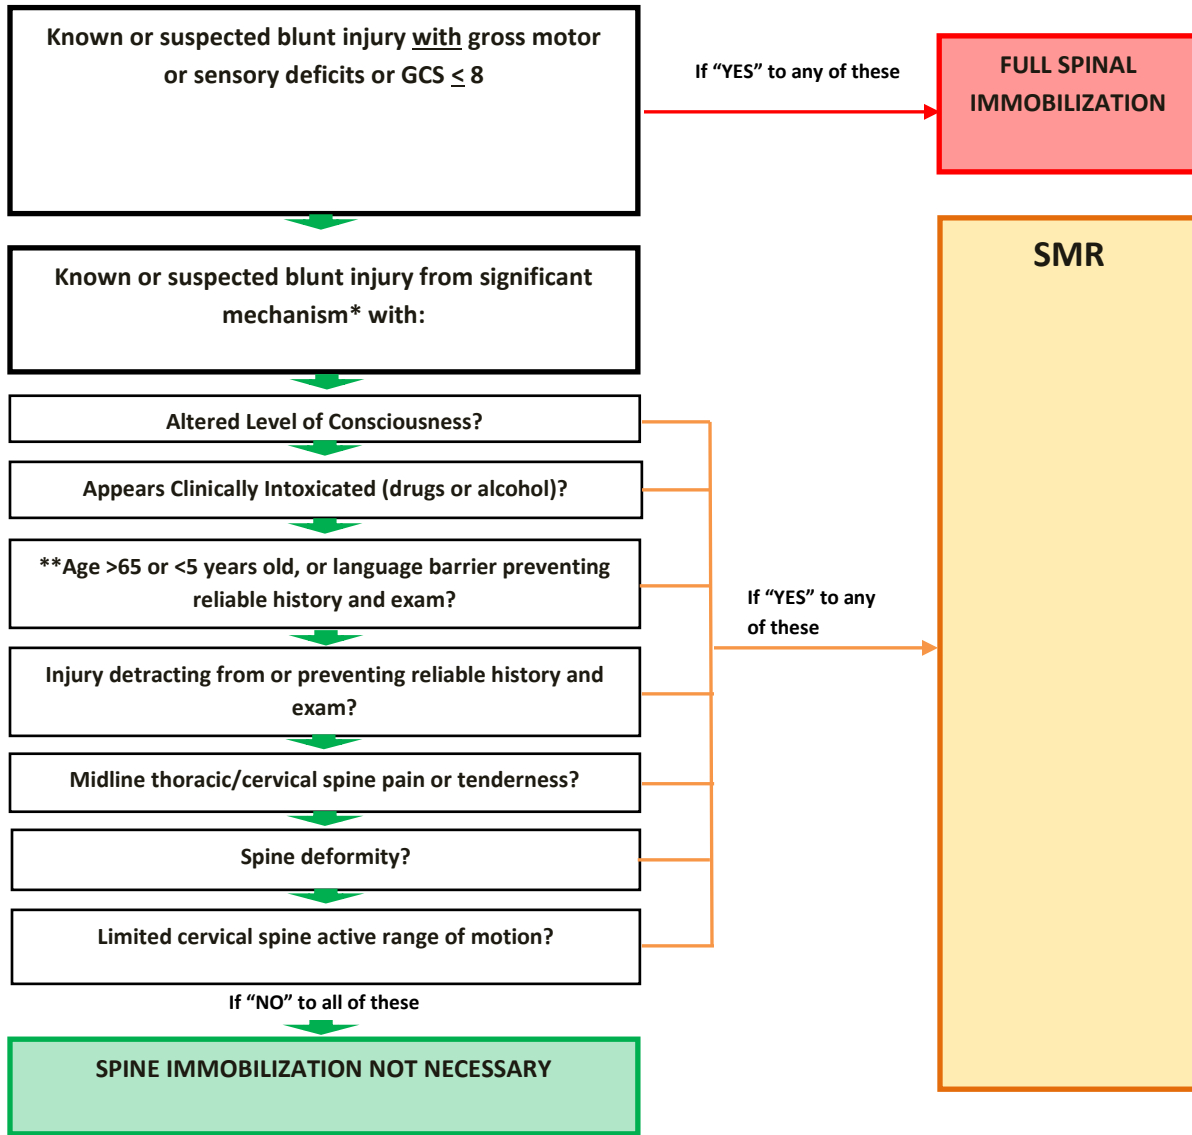 Known or suspected blunt injury with gross motor
or sensory deficits or GCS < 8
If “YES” to any of these
FULL SPINAL
IMMOBILIZATION
Known or suspected blunt injury from significant
mechanism* with:
SMR
Altered Level of Consciousness?
Appears Clinically Intoxicated (drugs or alcohol)?
**Age >65 or <5 years old, or language barrier preventing
reliable history and exam?
If “YES” to any
of these
Injury detracting from or preventing reliable history and
exam?
Midline thoracic/cervical spine pain or tenderness?
Spine deformity?
Limited cervical spine active range of motion?
If “NO” to all of these
SPINE IMMOBILIZATION NOT NECESSARY